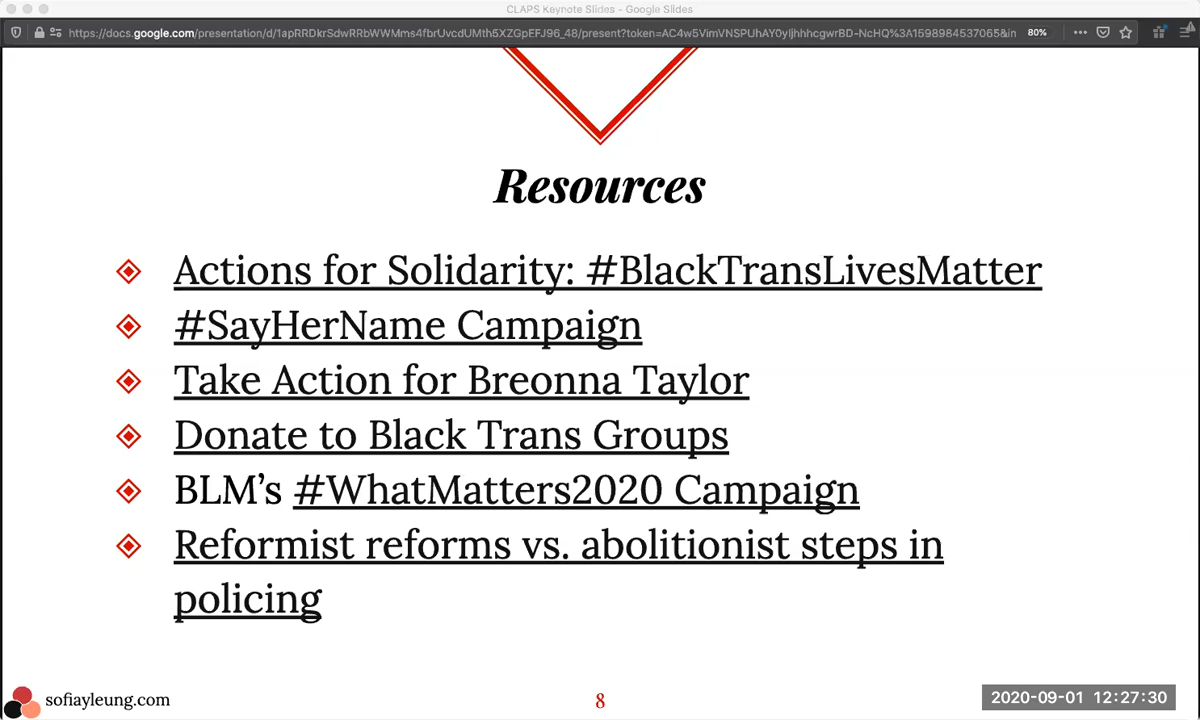 CLAPS Keynote Slides - Google Slides
https://docs.google.com/presentation/d/1apRRDkrSdwRRbWWMms4fbrUvcdUMth5XZGpEFJ96_48/present?token=AC4w5VimVNSPUhAY0yljhhhcgwrBD-NcHQ%3A1598984537065&in 80%
Resources
Actions for Solidarity: #BlackTransLivesMatter
#SayHerName Campaign
Take Action for Breonna Taylor
Donate to Black Trans Groups
BLM’s #WhatMatters2020 Campaign
Reformist reforms vs. abolitionist steps in
policing
sofiayleung.com
8
2020-09-01 12:27:30